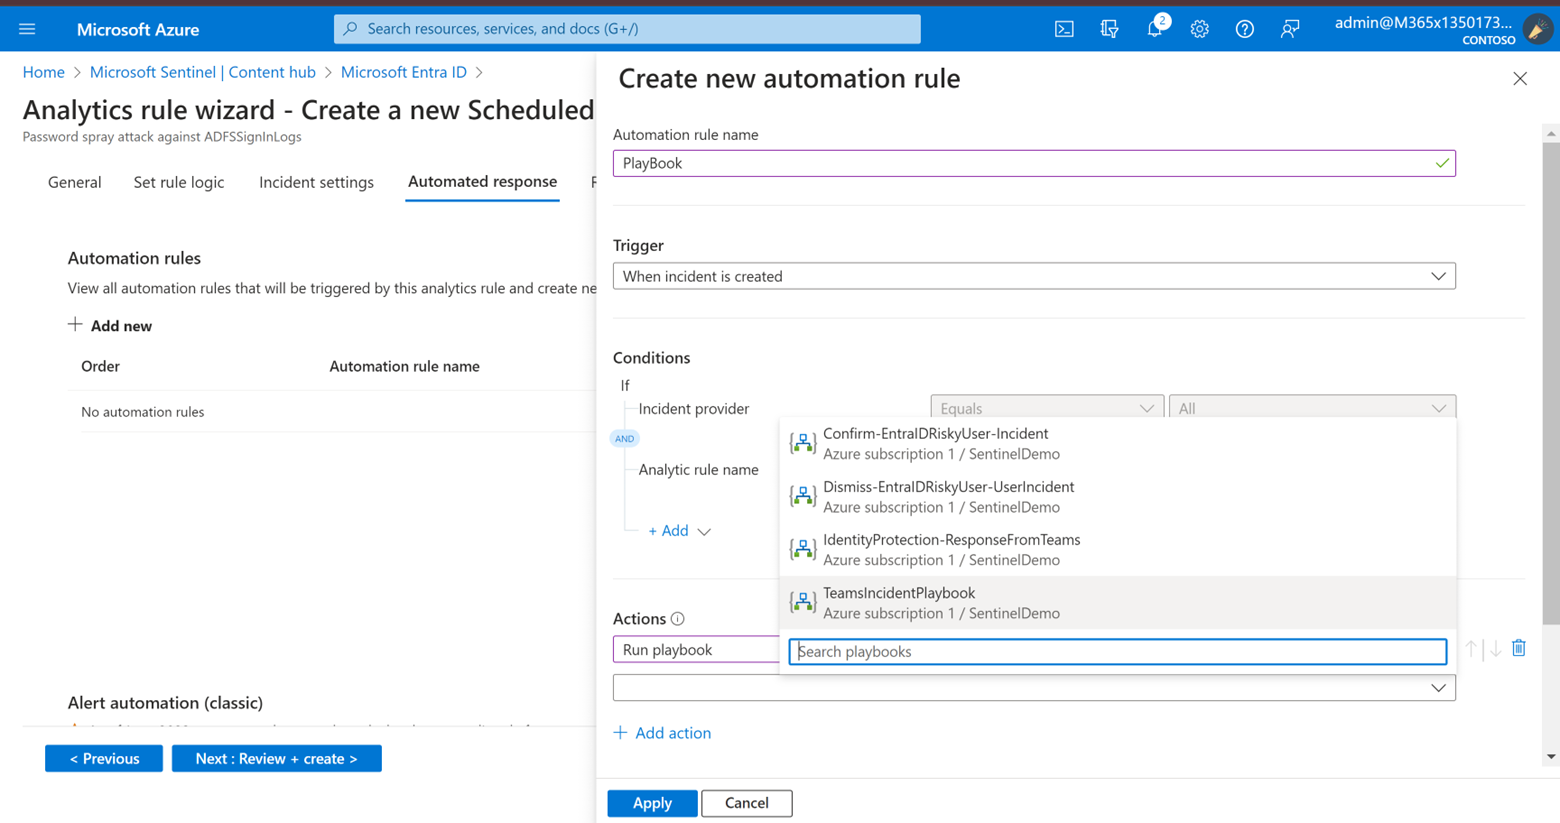 Microsoft Azure
Search resources, services, and docs (G+/)
2
admin@M365x1350173...
CONTOSO
Home > Microsoft Sentinel | Content hub > Microsoft Entra ID >
Analytics rule wizard - Create a new Scheduled
Password spray attack against ADFSSignInLogs
General Set rule logic Incident settings Automated response
Automation rules
View all automation rules that will be triggered by this analytics rule and create ne
+ Add new
Order Automation rule name
No automation rules
Alert automation (classic)
< Previous
Next : Review + create >
Create new automation rule
Automation rule name
PlayBook
Trigger
When incident is created
Conditions
If
Incident provider Equals All
AND
Analytic rule name
+ Add
Confirm-EntraIDRiskyUser-Incident
Azure subscription 1 / SentinelDemo
Dismiss-EntraIDRiskyUser-UserIncident
Azure subscription 1 / SentinelDemo
IdentityProtection-ResponseFromTeams
Azure subscription 1 / SentinelDemo
TeamsIncidentPlaybook
Azure subscription 1 / SentinelDemo
Actions
Run playbook
Search playbooks
+ Add action
Apply
Cancel